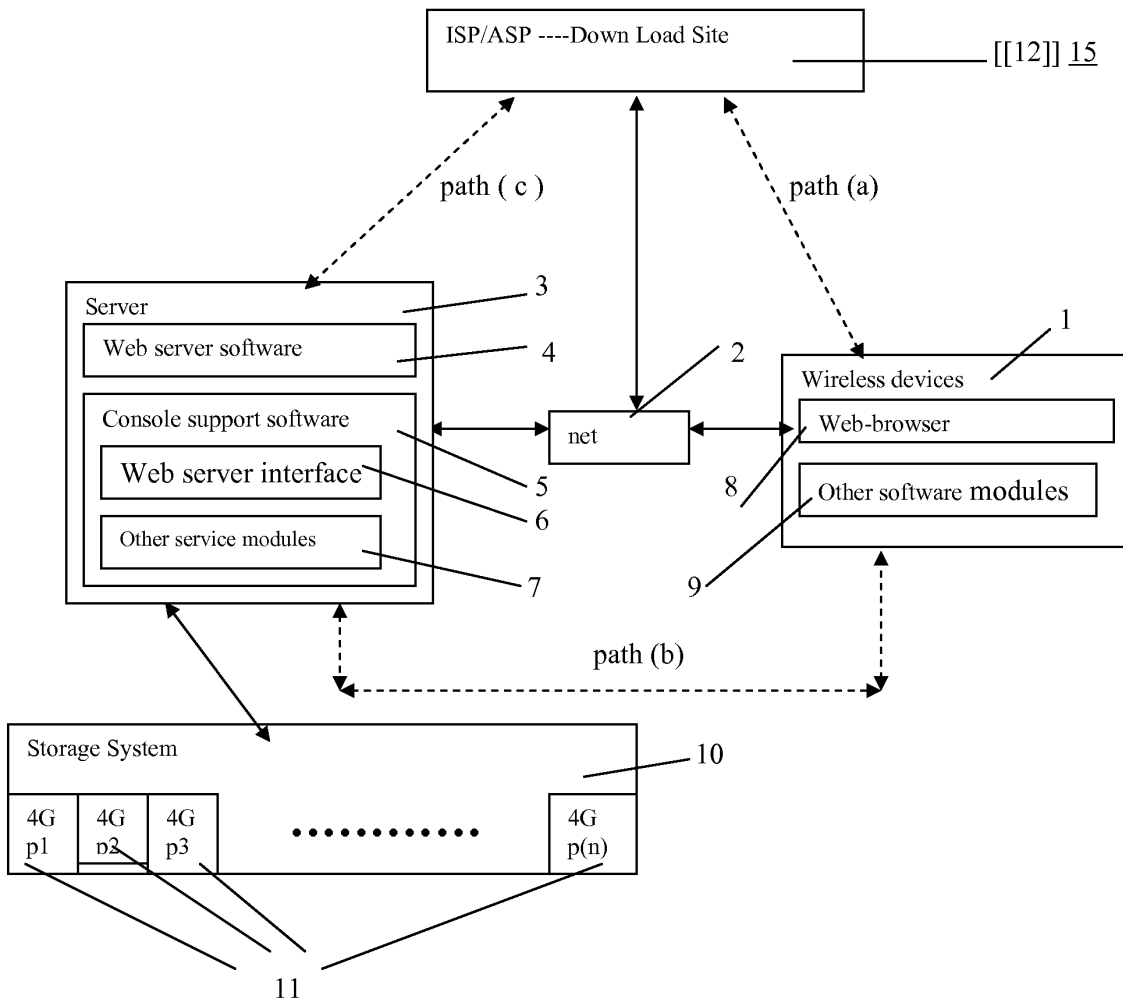 ISP/ASP ----Down Load Site
[[12]] 15
path ( c )
path (a)
Server
3
Web server software
4
2
1
Wireless devices
Console support software
5
net
Web-browser
8
Web server interface
6
Other software modules
9
Other service modules
7
path (b)
Storage System
10
4G
p1
4G
p2
4G
p3
••••••••••••
4G
p(n)
11